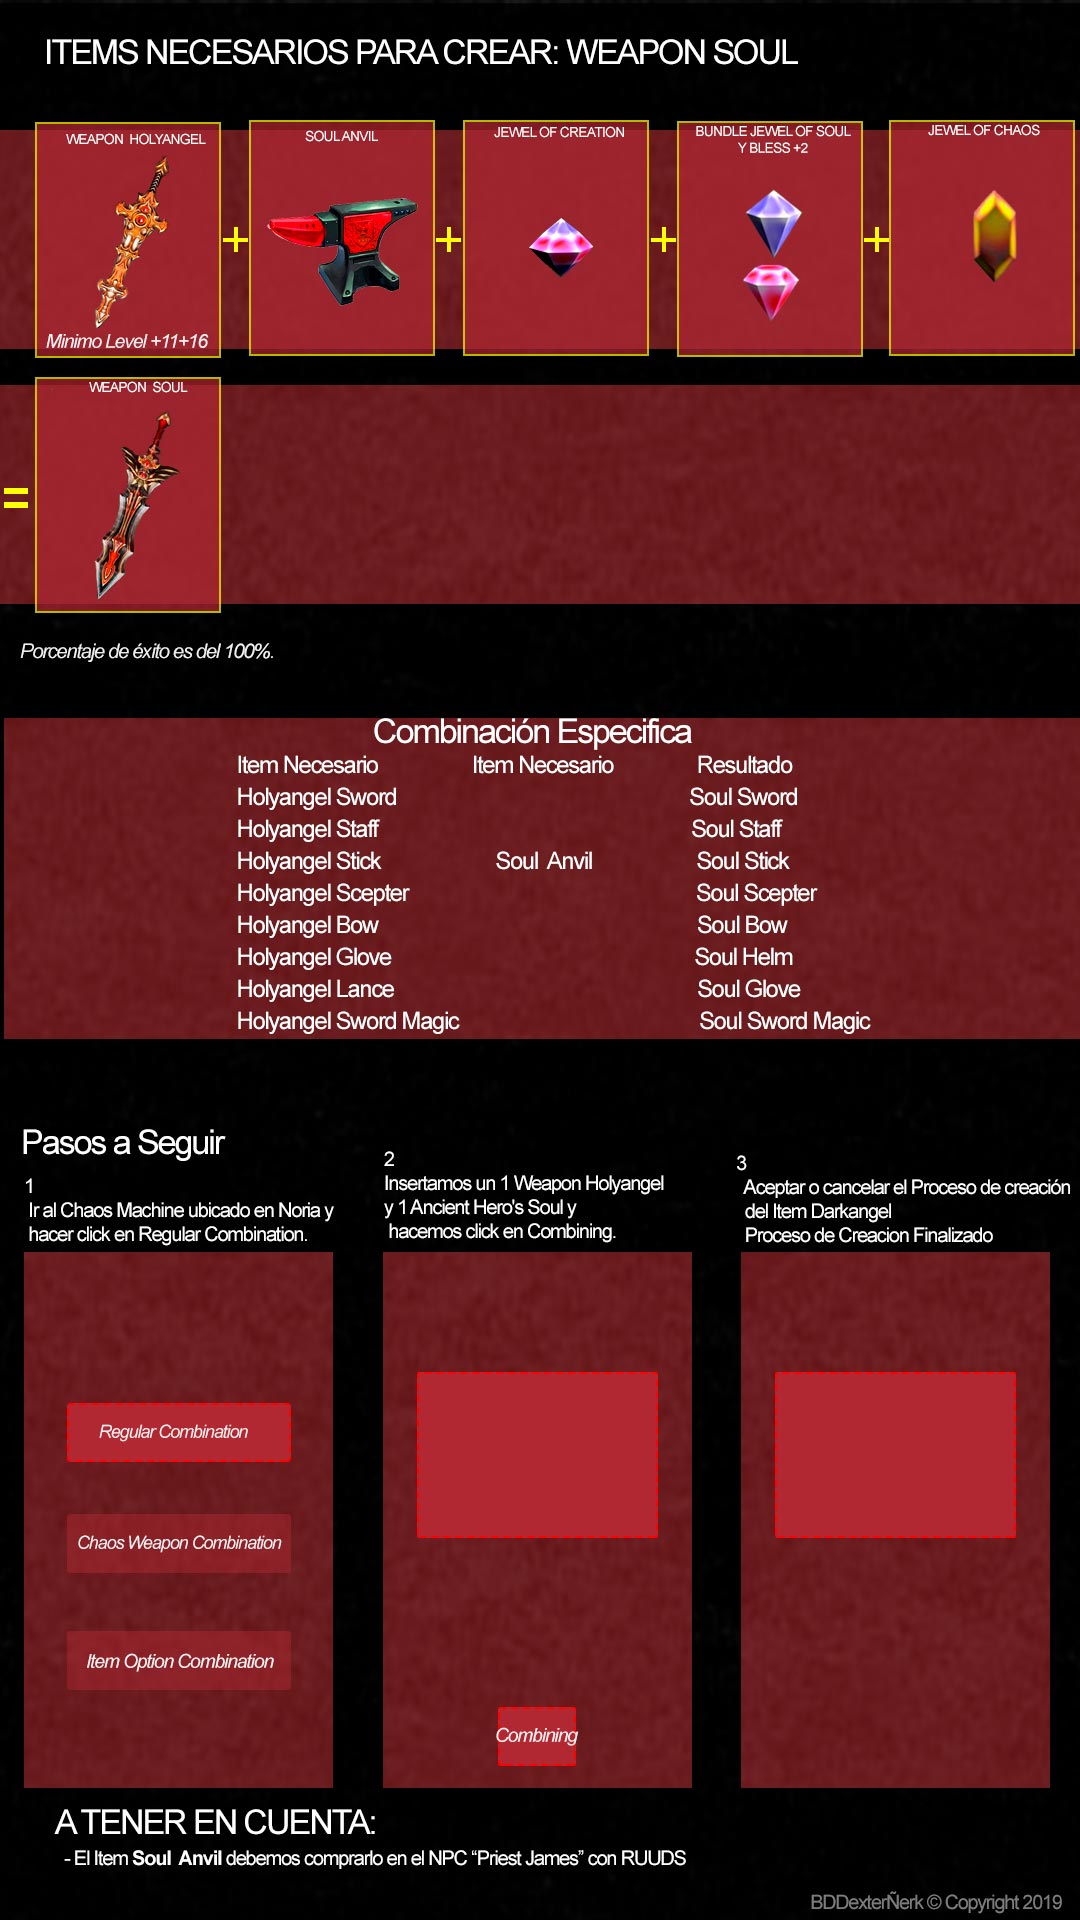 ITEMS NECESARIOS PARA CREAR: WEAPON SOUL
WEAPON HOLYANGEL
SOUL ANVIL
JEWEL OF CREATION
BUNDLE JEWEL OF SOUL
Y BLESS +2
JEWEL OF CHAOS
+ + + +
Minimo Level +11+16
WEAPON SOUL
=
Porcentaje de éxito es del 100%.
Combinación Especifica
Item Necesario Item Necesario Resultado
Holyangel Sword Soul Sword
Holyangel Staff Soul Staff
Holyangel Stick Soul Anvil Soul Stick
Holyangel Scepter Soul Scepter
Holyangel Bow Soul Bow
Holyangel Glove Soul Helm
Holyangel Lance Soul Glove
Holyangel Sword Magic Soul Sword Magic
Pasos a Seguir
1
Ir al Chaos Machine ubicado en Noria y
hacer click en Regular Combination.
2
Insertamos un 1 Weapon Holyangel
y 1 Ancient Hero's Soul y
hacemos click en Combining.
3
Aceptar o cancelar el Proceso de creación
del Item Darkangel
Proceso de Creacion Finalizado
Regular Combination
Chaos Weapon Combination
Item Option Combination
Combining
A TENER EN CUENTA:
- El Item Soul Anvil debemos comprarlo en el NPC “Priest James” con RUUDS
BDDexterÑerk © Copyright 2019